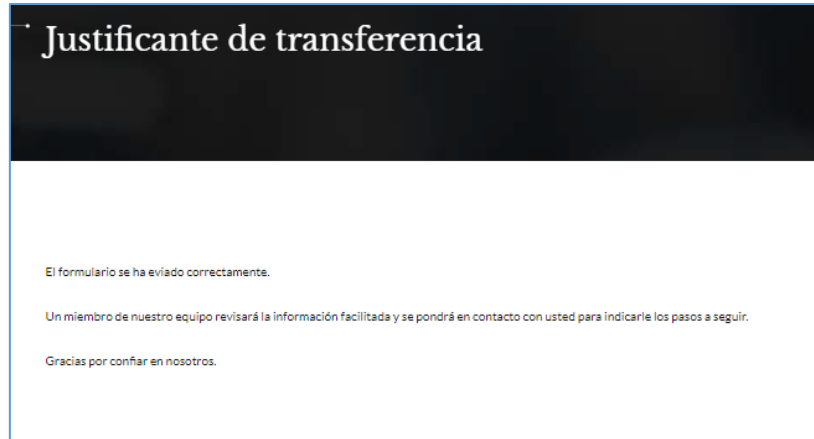 Justificante de transferencia
El formulario se ha eviado correctamente.
Un miembro de nuestro equipo revisará la información facilitada y se pondrá en contacto con usted para indicarle los pasos a seguir.
Gracias por confiar en nosotros.